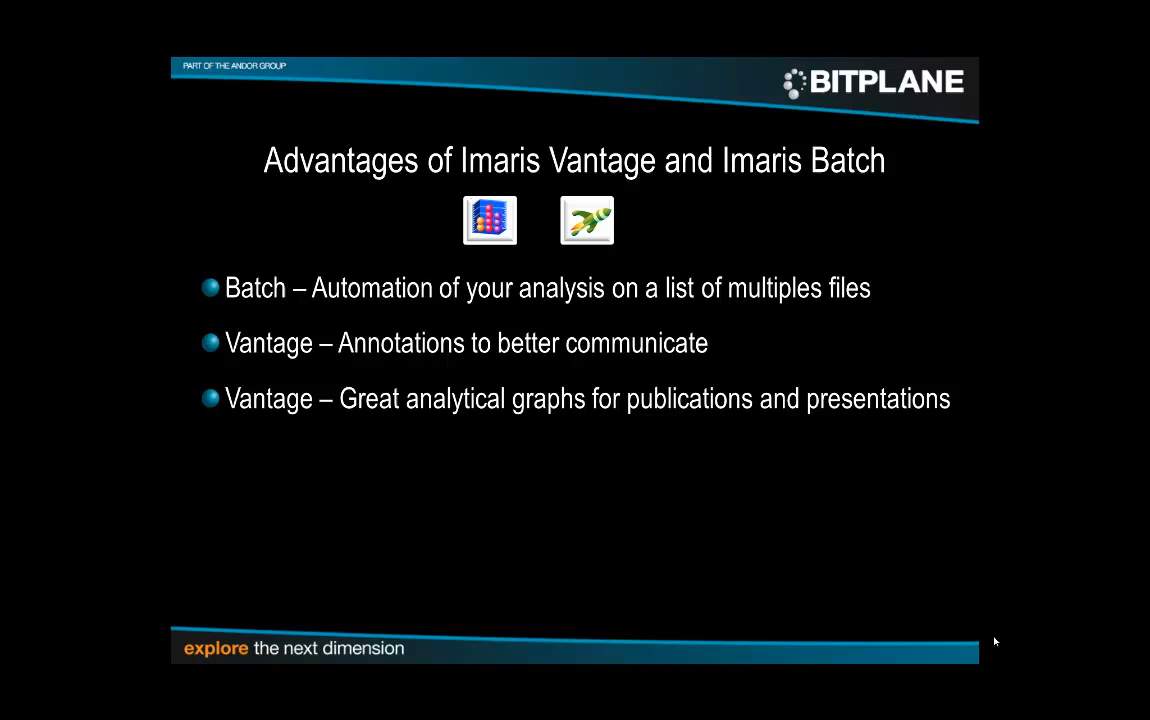 PART OF THE ANDOR GROUP
BITPLANE
Advantages of Imaris Vantage and Imaris Batch
Batch – Automation of your analysis on a list of multiples files
Vantage – Annotations to better communicate
Vantage – Great analytical graphs for publications and presentations
explore the next dimension